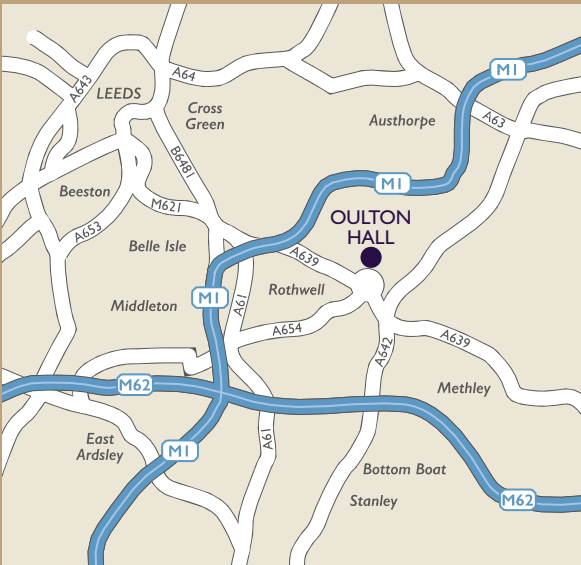 M1
A64
A643
LEEDS
Cross
Green
A63
Austhorpe
B6481
M1
Beeston
M621
OULTON
HALL
A653
Belle Isle
A639
Rothwell
M1
A61
Middleton
A654
A639
A642
M62
Methley
A61
East
Ardsley
M1
Bottom Boat
Stanley
M62